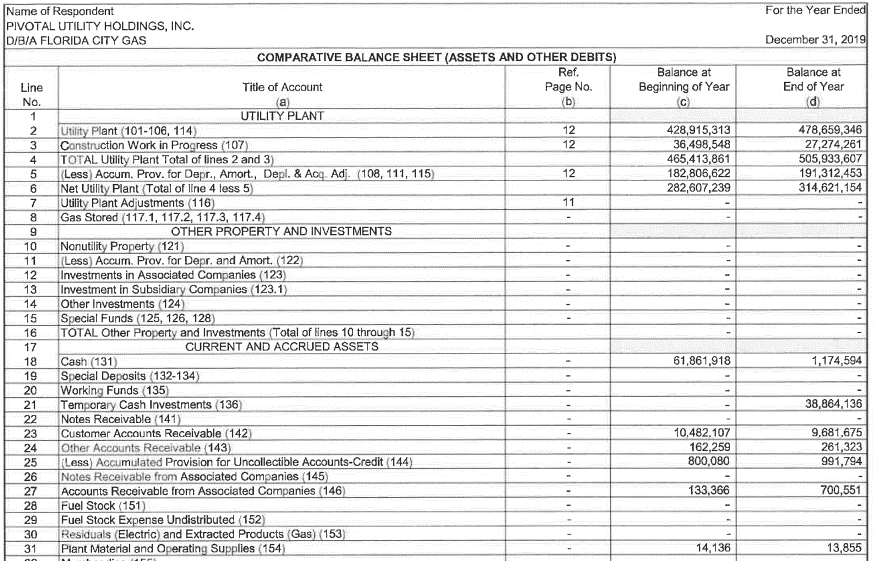 Name of Respondent For the Year Ended
PIVOTAL UTILITY HOLDINGS, INC.
D/B/A FLORIDA CITY GAS December 31, 2019
COMPARATIVE BALANCE SHEET (ASSETS AND OTHER DEBITS)
Ref. Balance at Balance at
Line Title of Account Page No. Beginning of Year End of Year
No. (a) (b) (c) (d)
1 UTILITY PLANT
2 Utility Plant (101-106, 114) 12 428,915,313 478,659,346
3 Construction Work in Progress (107) 12 36,498,548 27,274,261
4 TOTAL Utility Plant Total of lines 2 and 3) 465,413,861 505,933,607
5 (Less) Accum. Prov. for Depr., Amort., Depl. & Acq. Adj. (108, 111, 115) 12 182,806,622 191,312,453
6 Net Utility Plant (Total of line 4 less 5) 282,607,239 314,621,154
7 Utility Plant Adjustments (116) 11 - -
8 Gas Stored (117.1, 117.2, 117.3, 117.4) - - -
9 OTHER PROPERTY AND INVESTMENTS
10 Nonutility Property (121) - - -
11 (Less) Accum. Prov. for Depr. and Amort. (122) - - -
12 Investments in Associated Companies (123) - - -
13 Investment in Subsidiary Companies (123.1) - - -
14 Other Investments (124) - - -
15 Special Funds (125, 126, 128) - - -
16 TOTAL Other Property and Investments (Total of lines 10 through 15) - -
17 CURRENT AND ACCRUED ASSETS
18 Cash (131) - 61,861,918 1,174,594
19 Special Deposits (132-134) - - -
20 Working Funds (135) - - -
21 Temporary Cash Investments (136) - - 38,864,136
22 Notes Receivable (141) - - -
23 Customer Accounts Receivable (142) - 10,482,107 9,681,675
24 Other Accounts Receivable (143) - 162,259 261,323
25 (Less) Accumulated Provision for Uncollectible Accounts-Credit (144) - 800,080 991,794
26 Notes Receivable from Associated Companies (145) - - -
27 Accounts Receivable from Associated Companies (146) - 133,366 700,551
28 Fuel Stock (151) - - -
29 Fuel Stock Expense Undistributed (152) - - -
30 Residuals (Electric) and Extracted Products (Gas) (153) - - -
31 Plant Material and Operating Supplies (154) - 14,136 13,855